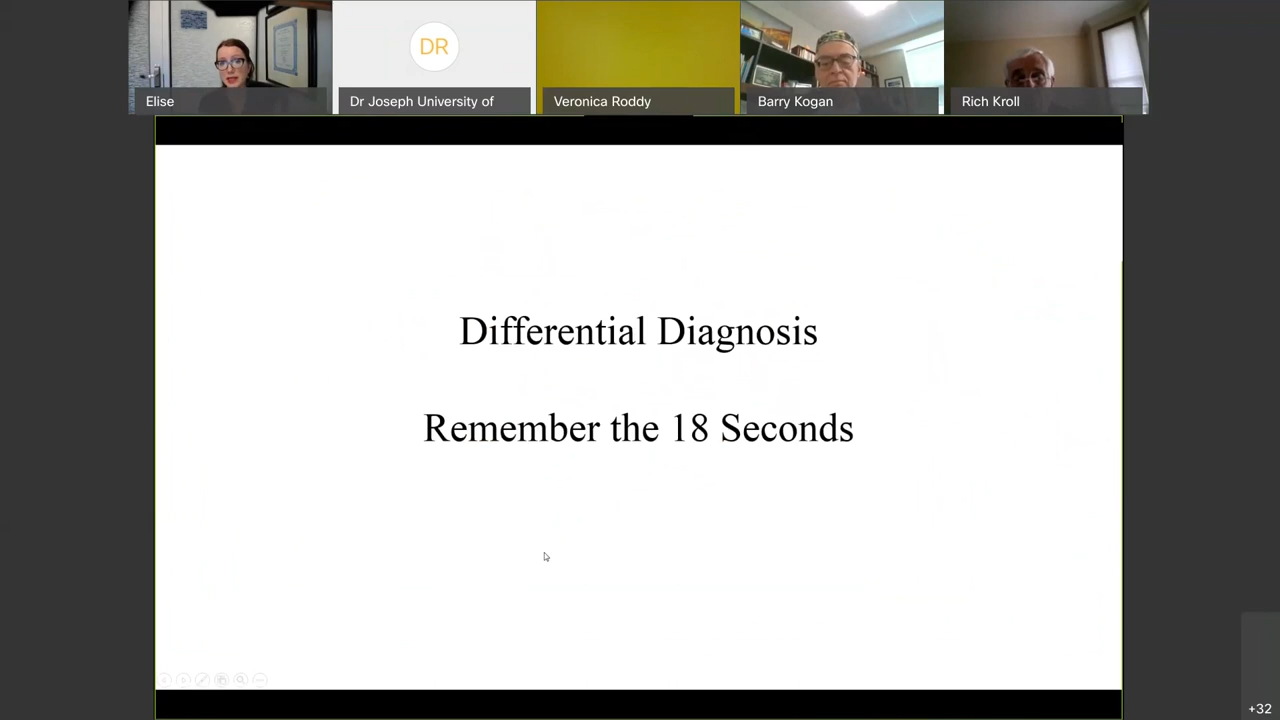 DR
Elise
Dr Joseph University of
Veronica Roddy
Barry Kogan
Rich Kroll
Differential Diagnosis
Remember the 18 Seconds
+32